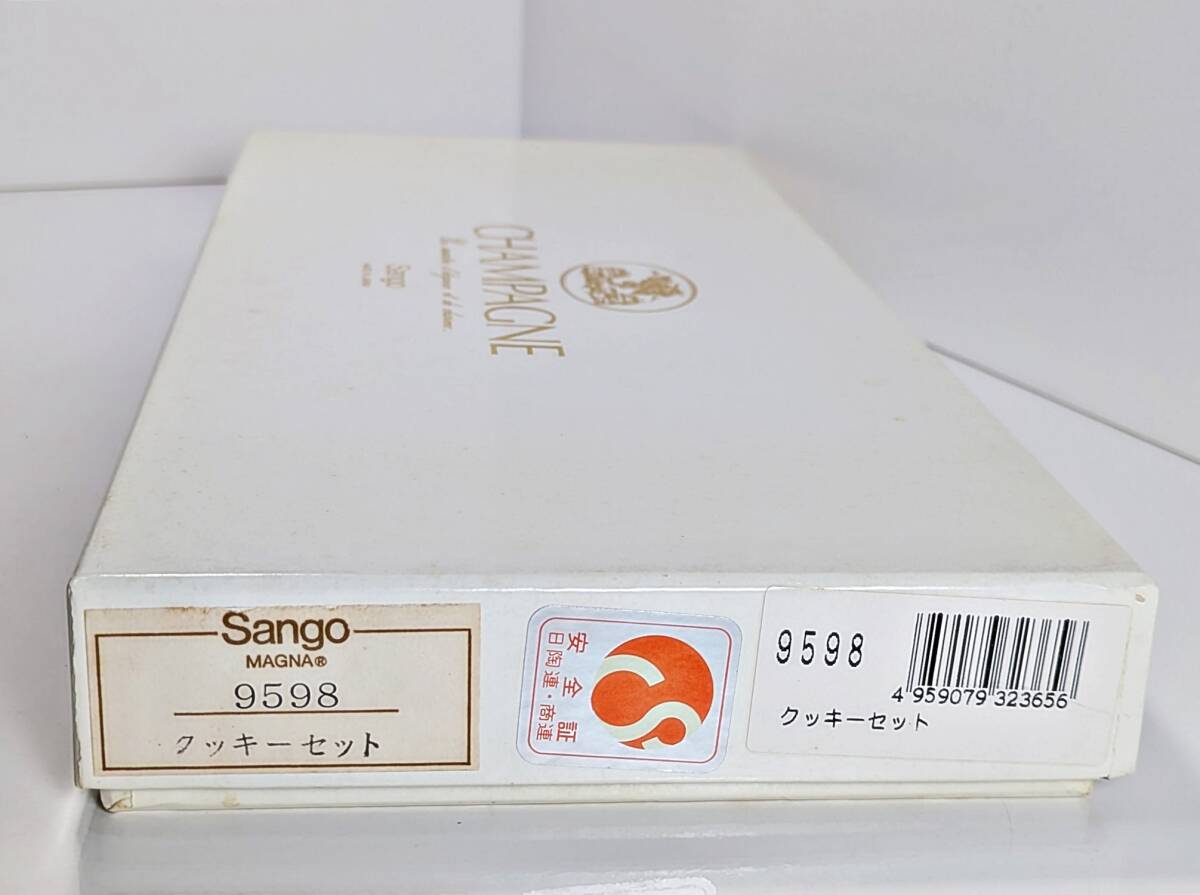 CHAMPAGNE
Sango
Sango
MAGNA®
9598
クッキーセット
安全証
日陶連・商連
9598
4 959079 323656
クッキーセット